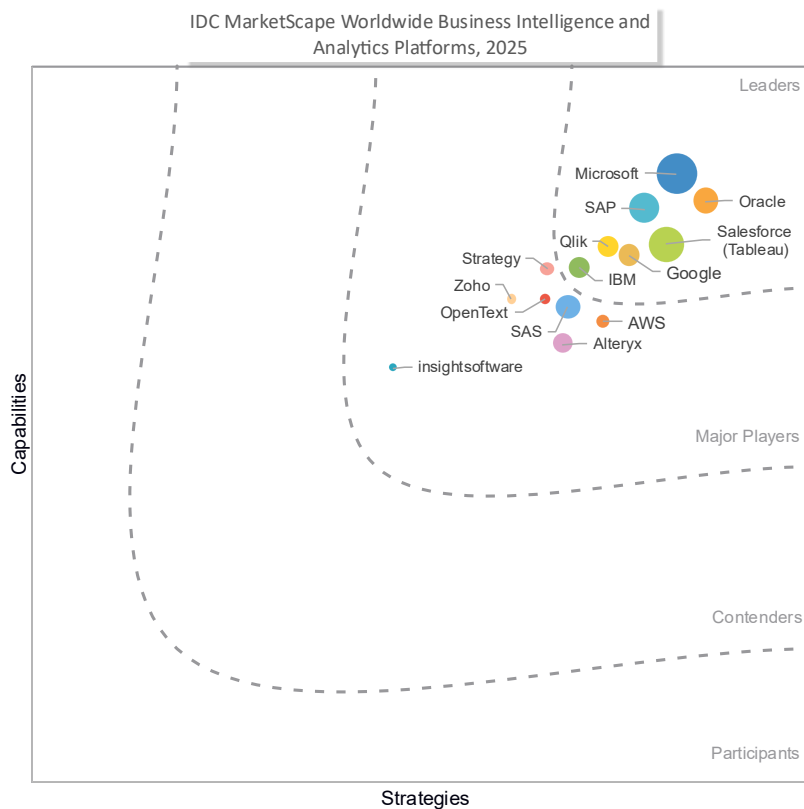 IDC MarketScape Worldwide Business Intelligence and
Analytics Platforms, 2025
Leaders
Microsoft
SAP
Oracle
Qlik
Salesforce
(Tableau)
Strategy
Google
IBM
Zoho
OpenText
SAS
AWS
Alteryx
insightsoftware
Capabilities
Major Players
Contenders
Participants
Strategies